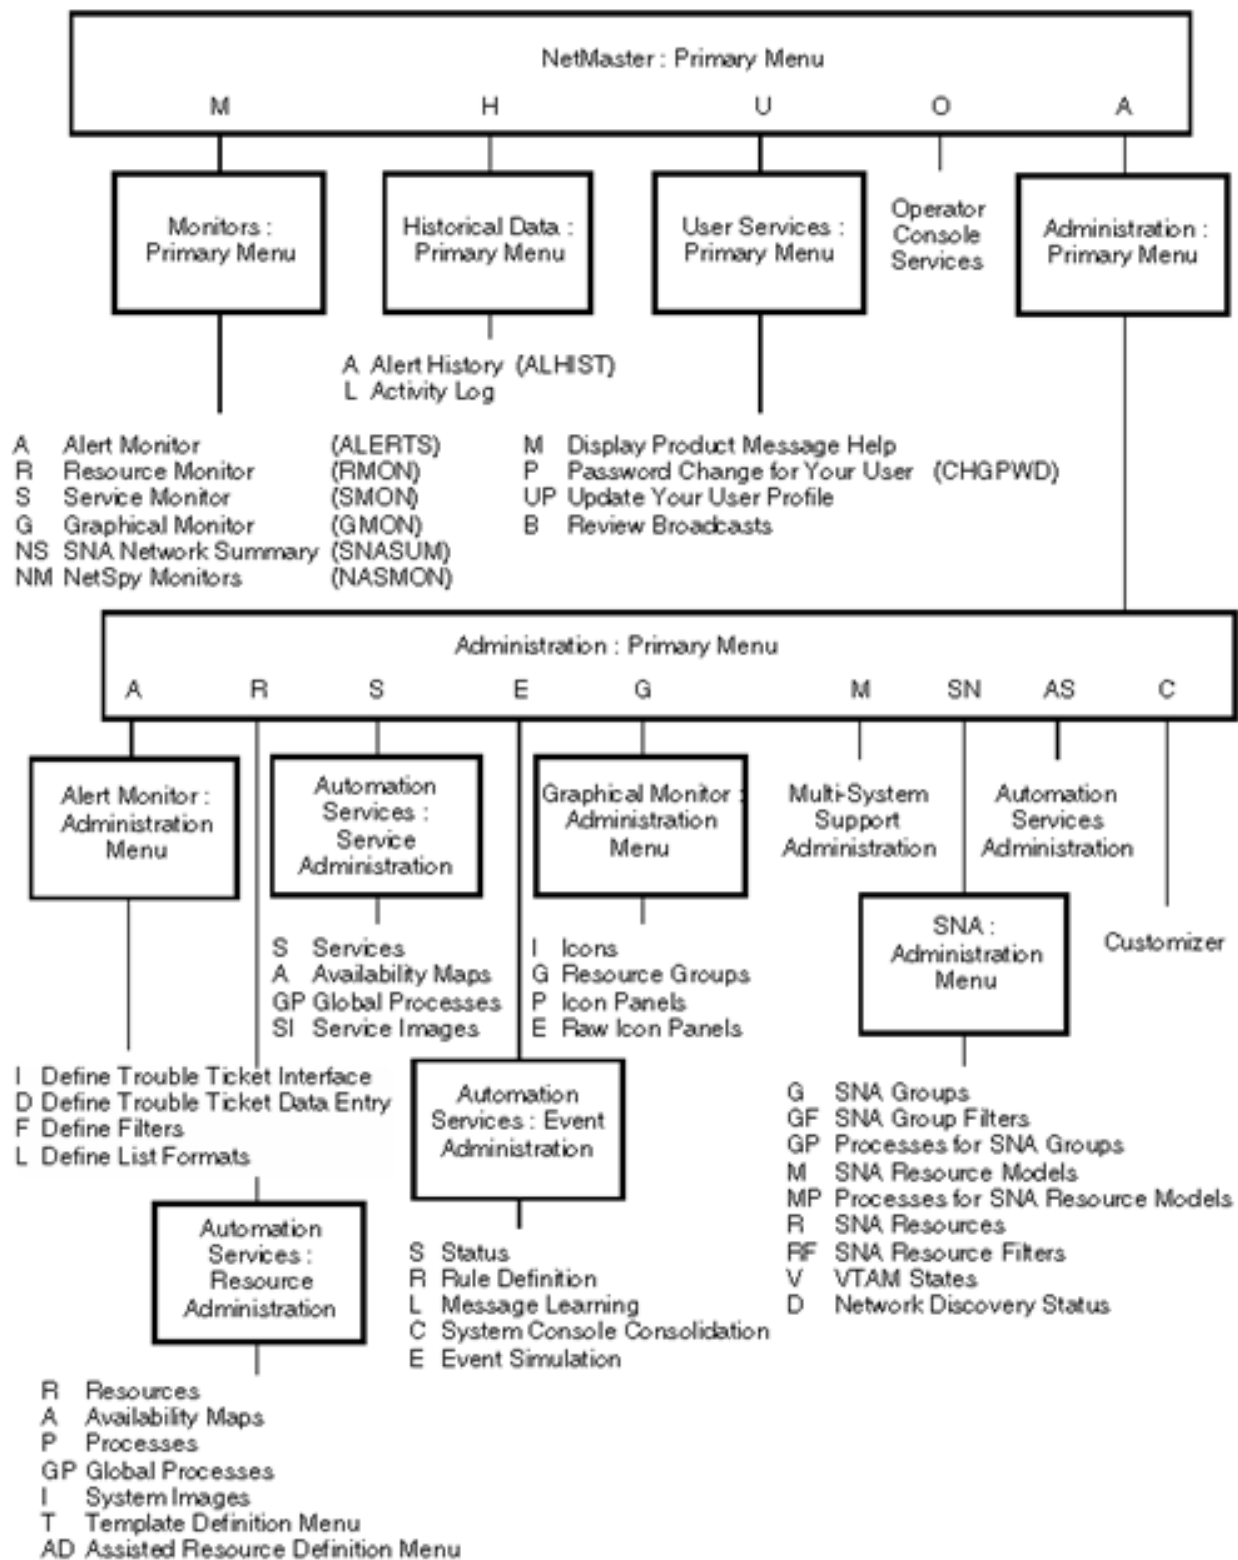 NetMaster : Primary Menu
M H U O A
Monitors :
Primary Menu
Historical Data :
Primary Menu
User Services :
Primary Menu
Operator
Console
Services
Administration :
Primary Menu
A Alert History (ALHIST)
L Activity Log
A Alert Monitor (ALERTS)
R Resource Monitor (RMON)
S Service Monitor (SMON)
G Graphical Monitor (GMON)
NS SNA Network Summary (SNASUM)
NM NetSpy Monitors (NASMON)
M Display Product Message Help
P Password Change for Your User (CHGPWD)
UP Update Your User Profile
B Review Broadcasts
Administration : Primary Menu
A R S E G M SN AS C
Alert Monitor :
Administration
Menu
Automation
Services :
Service
Administration
Graphical Monitor :
Administration
Menu
Multi-System
Support
Administration
Automation
Services
Administration
SNA :
Administration
Menu
Customizer
S Services
A Availability Maps
GP Global Processes
SI Service Images
I Icons
G Resource Groups
P Icon Panels
E Raw Icon Panels
I Define Trouble Ticket Interface
D Define Trouble Ticket Data Entry
F Define Filters
L Define List Formats
Automation
Services : Event
Administration
G SNA Groups
GF SNA Group Filters
GP Processes for SNA Groups
M SNA Resource Models
MP Processes for SNA Resource Models
R SNA Resources
RF SNA Resource Filters
V VTAM States
D Network Discovery Status
Automation
Services :
Resource
Administration
S Status
R Rule Definition
L Message Learning
C System Console Consolidation
E Event Simulation
R Resources
A Availability Maps
P Processes
GP Global Processes
I System Images
T Template Definition Menu
AD Assisted Resource Definition Menu